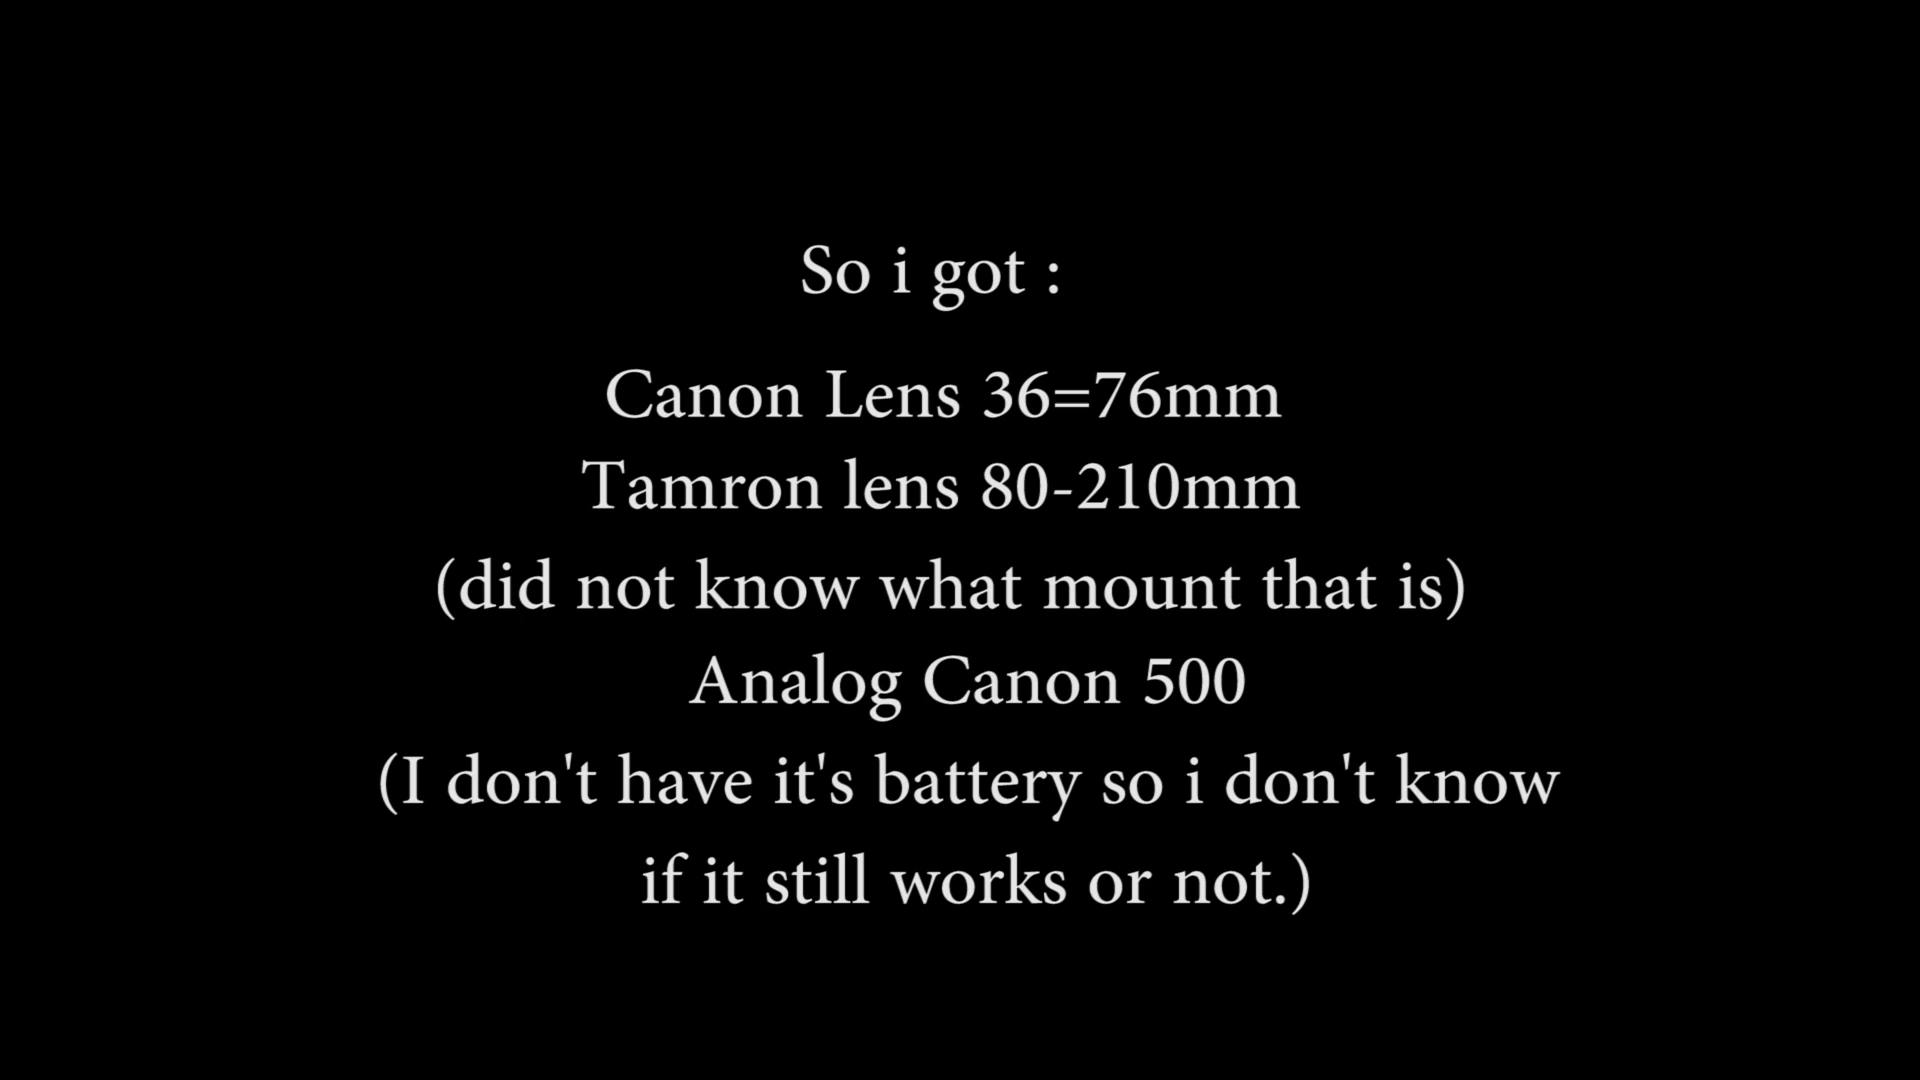 So i got :
Canon Lens 36=76mm
Tamron lens 80-210mm
(did not know what mount that is)
Analog Canon 500
(I don't have it's battery so i don't know
if it still works or not.)